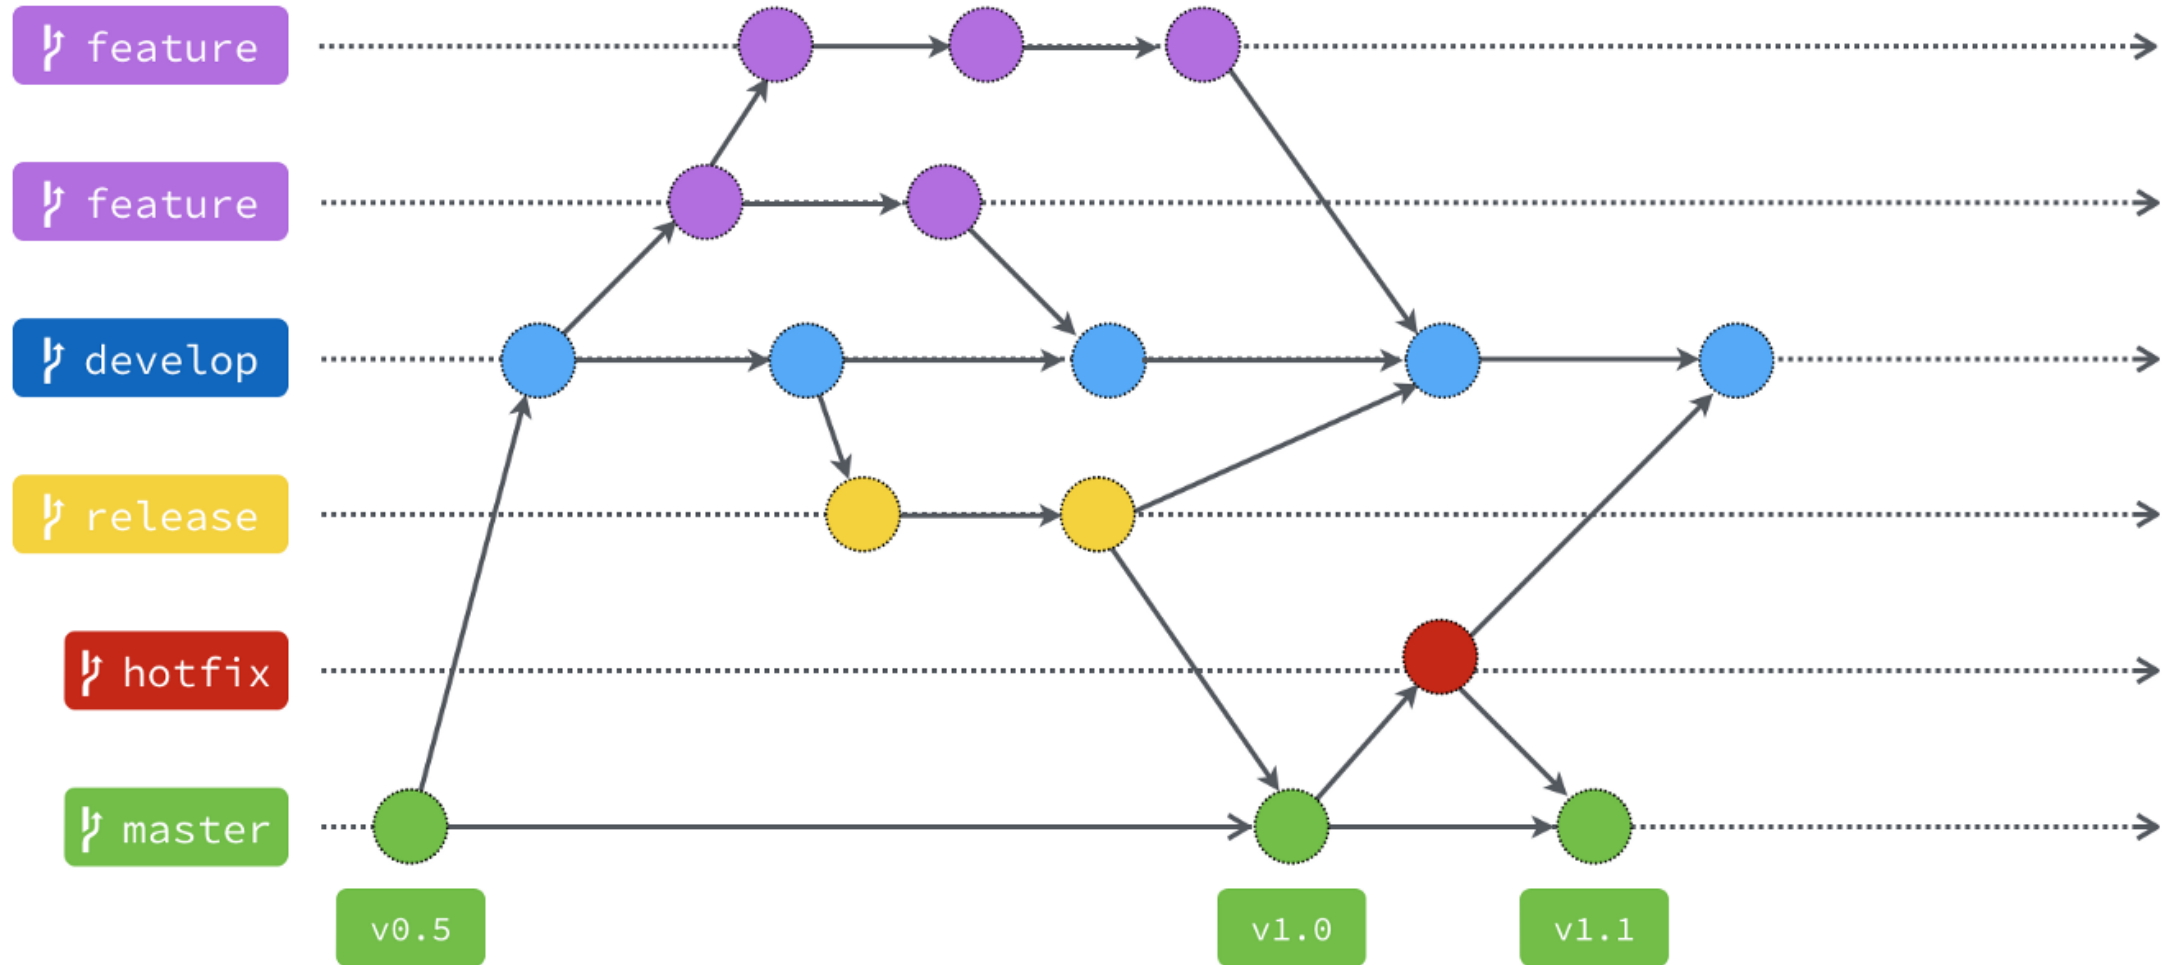 feature
feature
develop
release
hotfix
master
v0.5
v1.0
v1.1